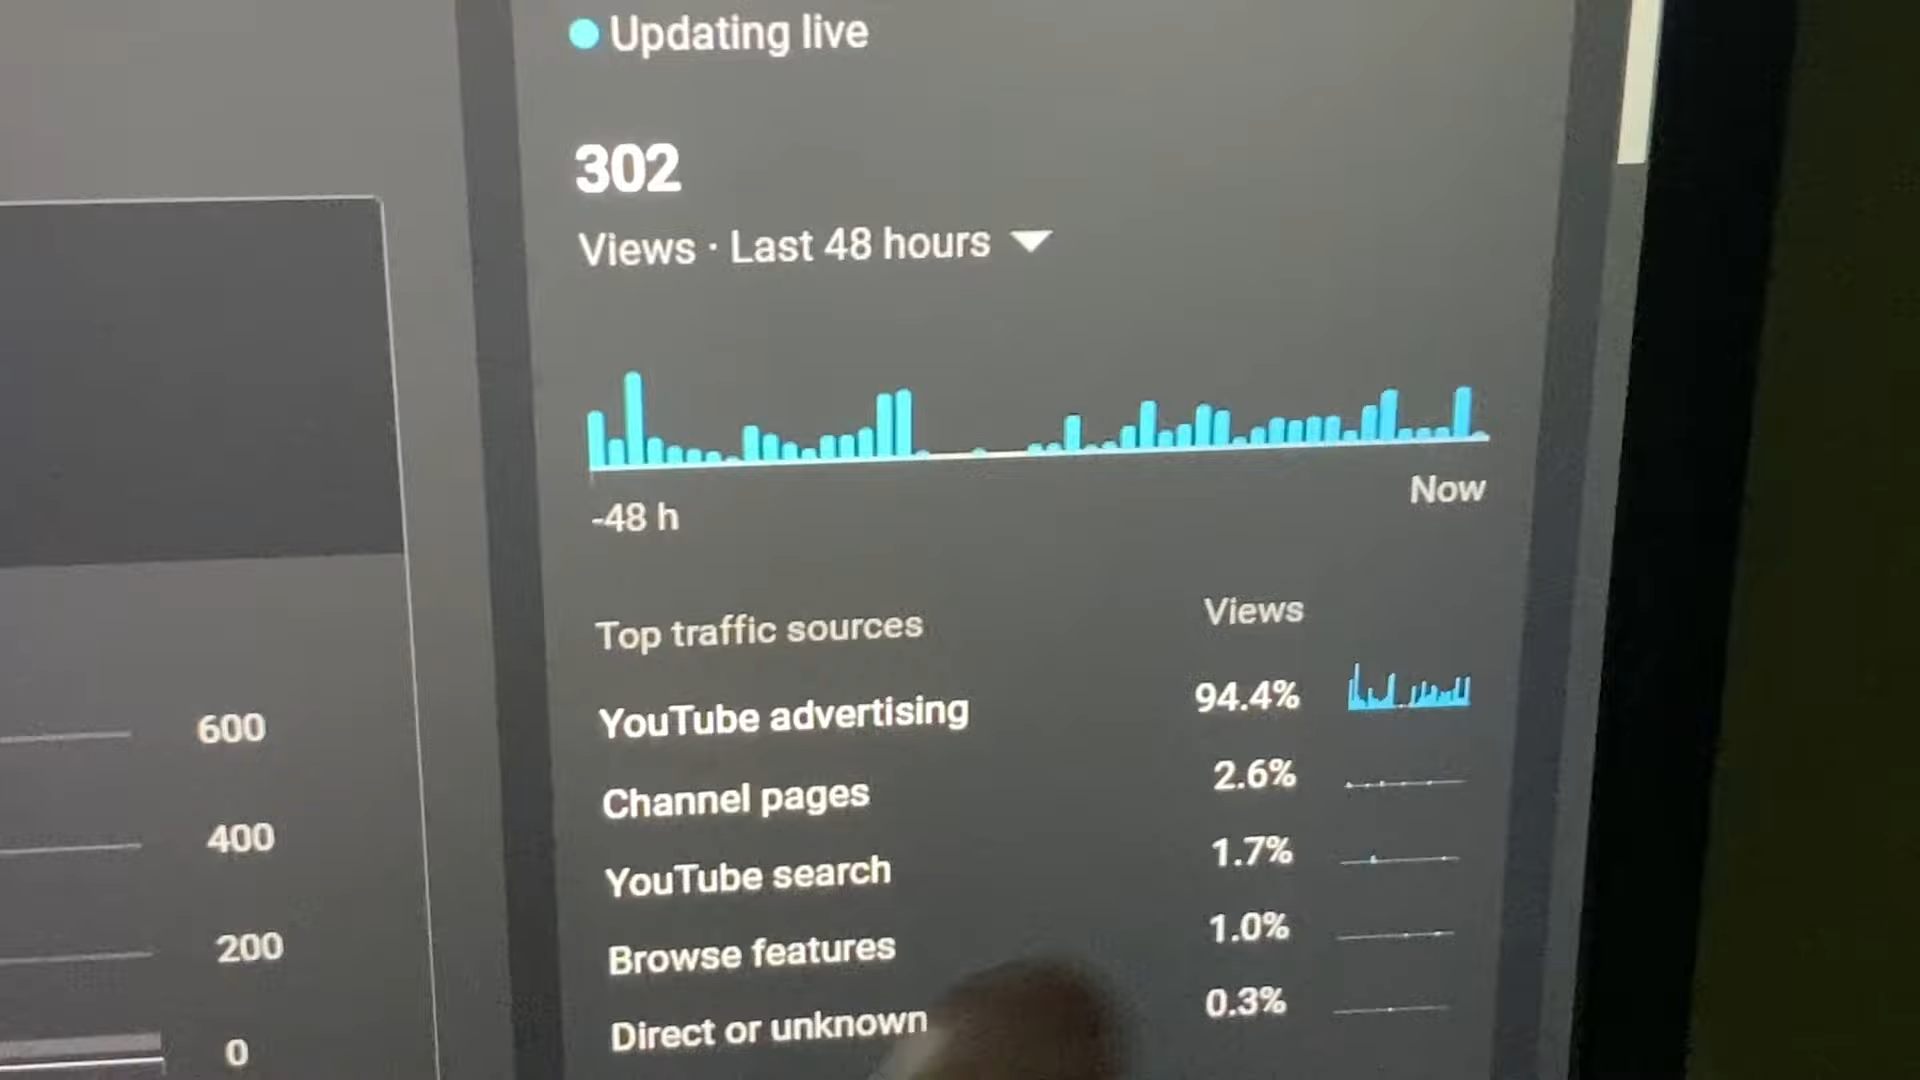 Updating live
302
Views · Last 48 hours
-48 h
Now
Top traffic sources
Views
YouTube advertising
94.4%
Channel pages
2.6%
YouTube search
1.7%
Browse features
1.0%
Direct or unknown
0.3%
600
400
200
0